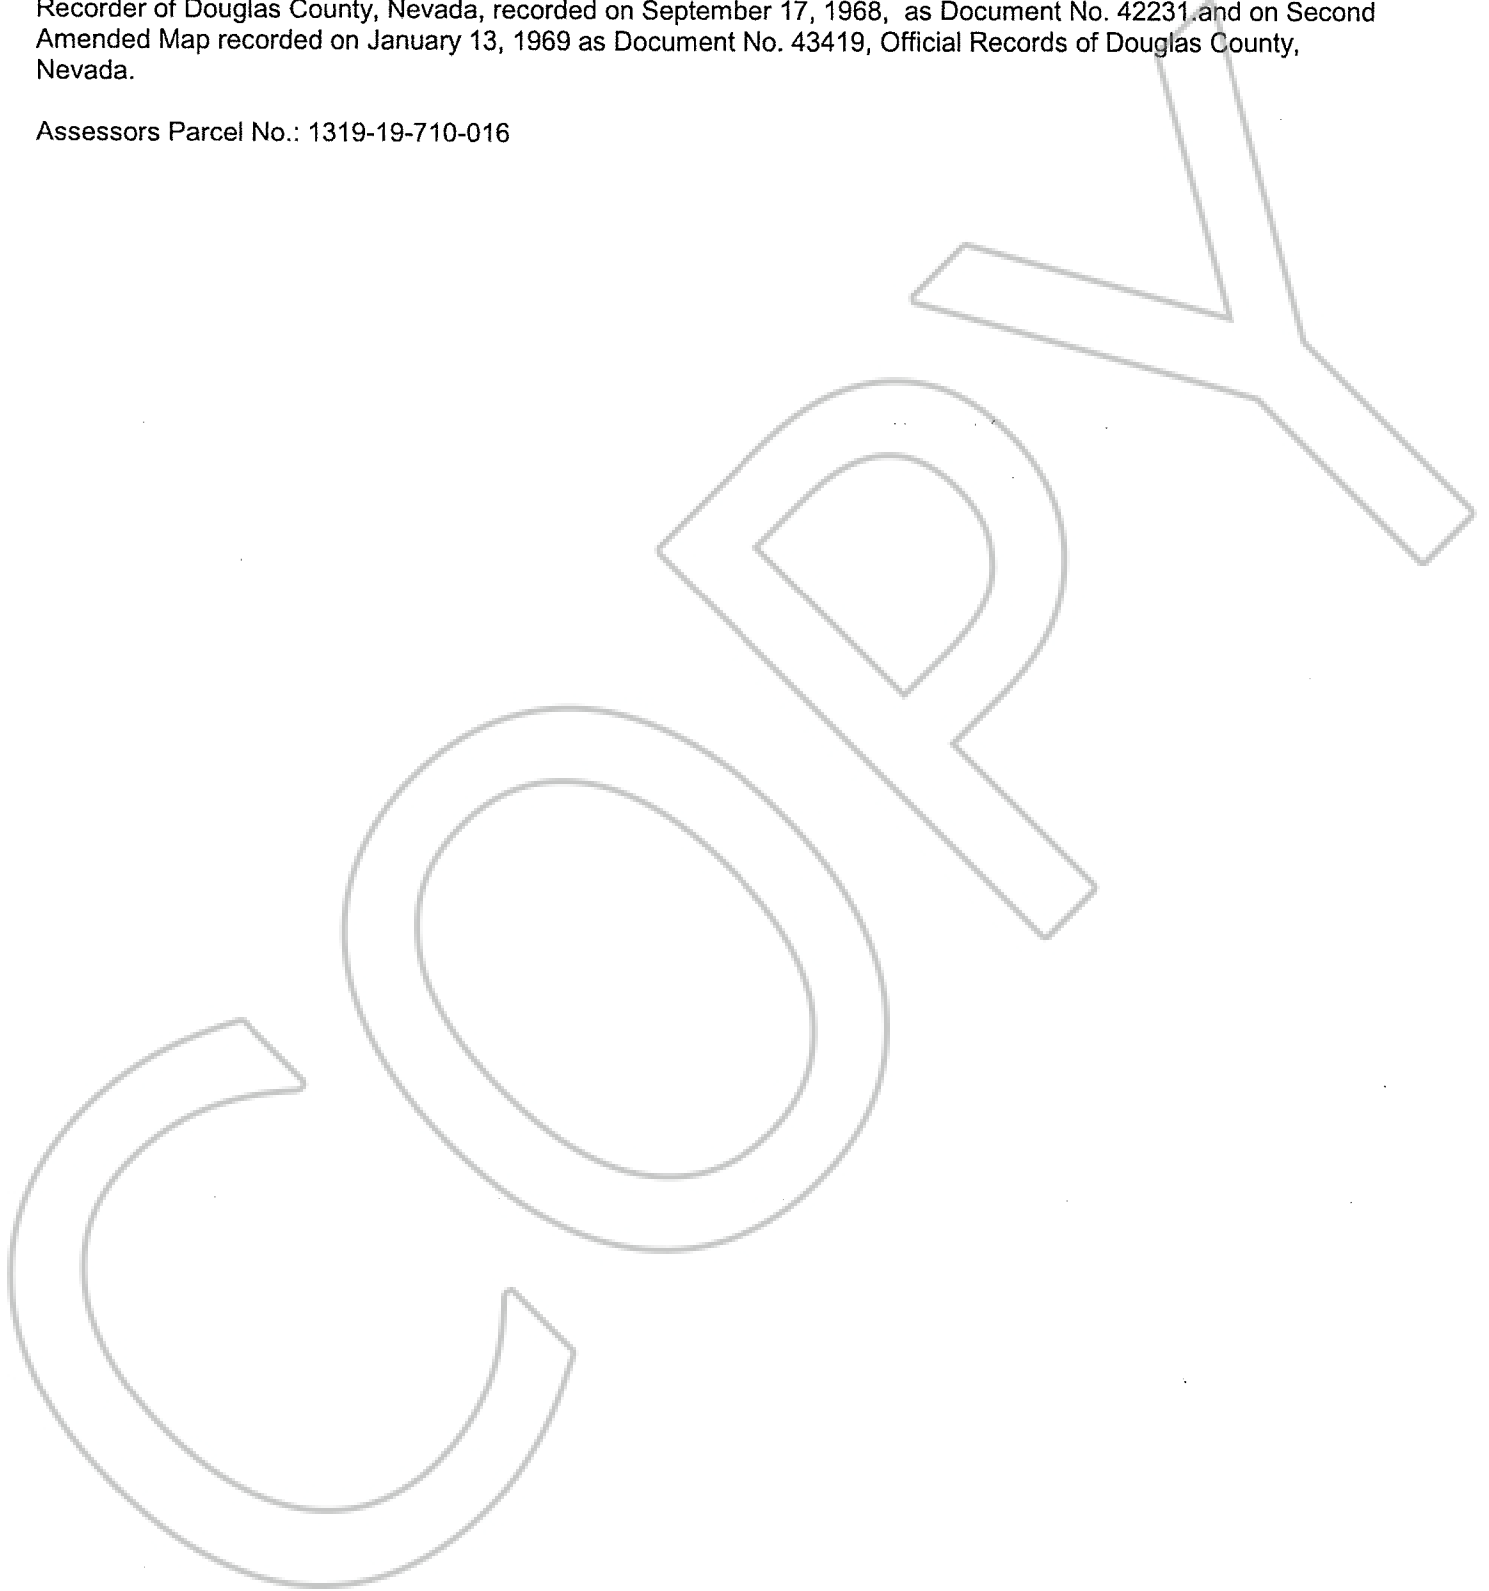 Recorder of Douglas County, Nevada, recorded on September 17, 1968, as Document No. 42231 and on Second
Amended Map recorded on January 13, 1969 as Document No. 43419, Official Records of Douglas County,
Nevada.
Assessors Parcel No.: 1319-19-710-016
COPY